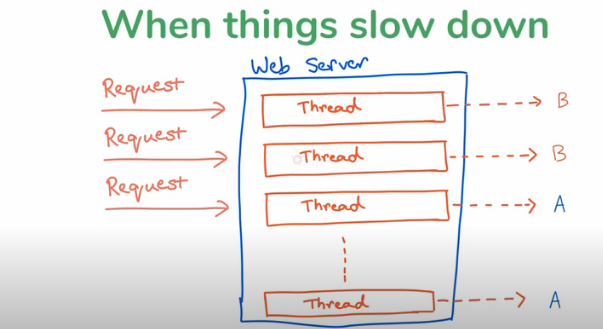 When things slow down
Web Server
Request
Thread
B
Request
Thread
B
Request
Thread
A
Thread
A